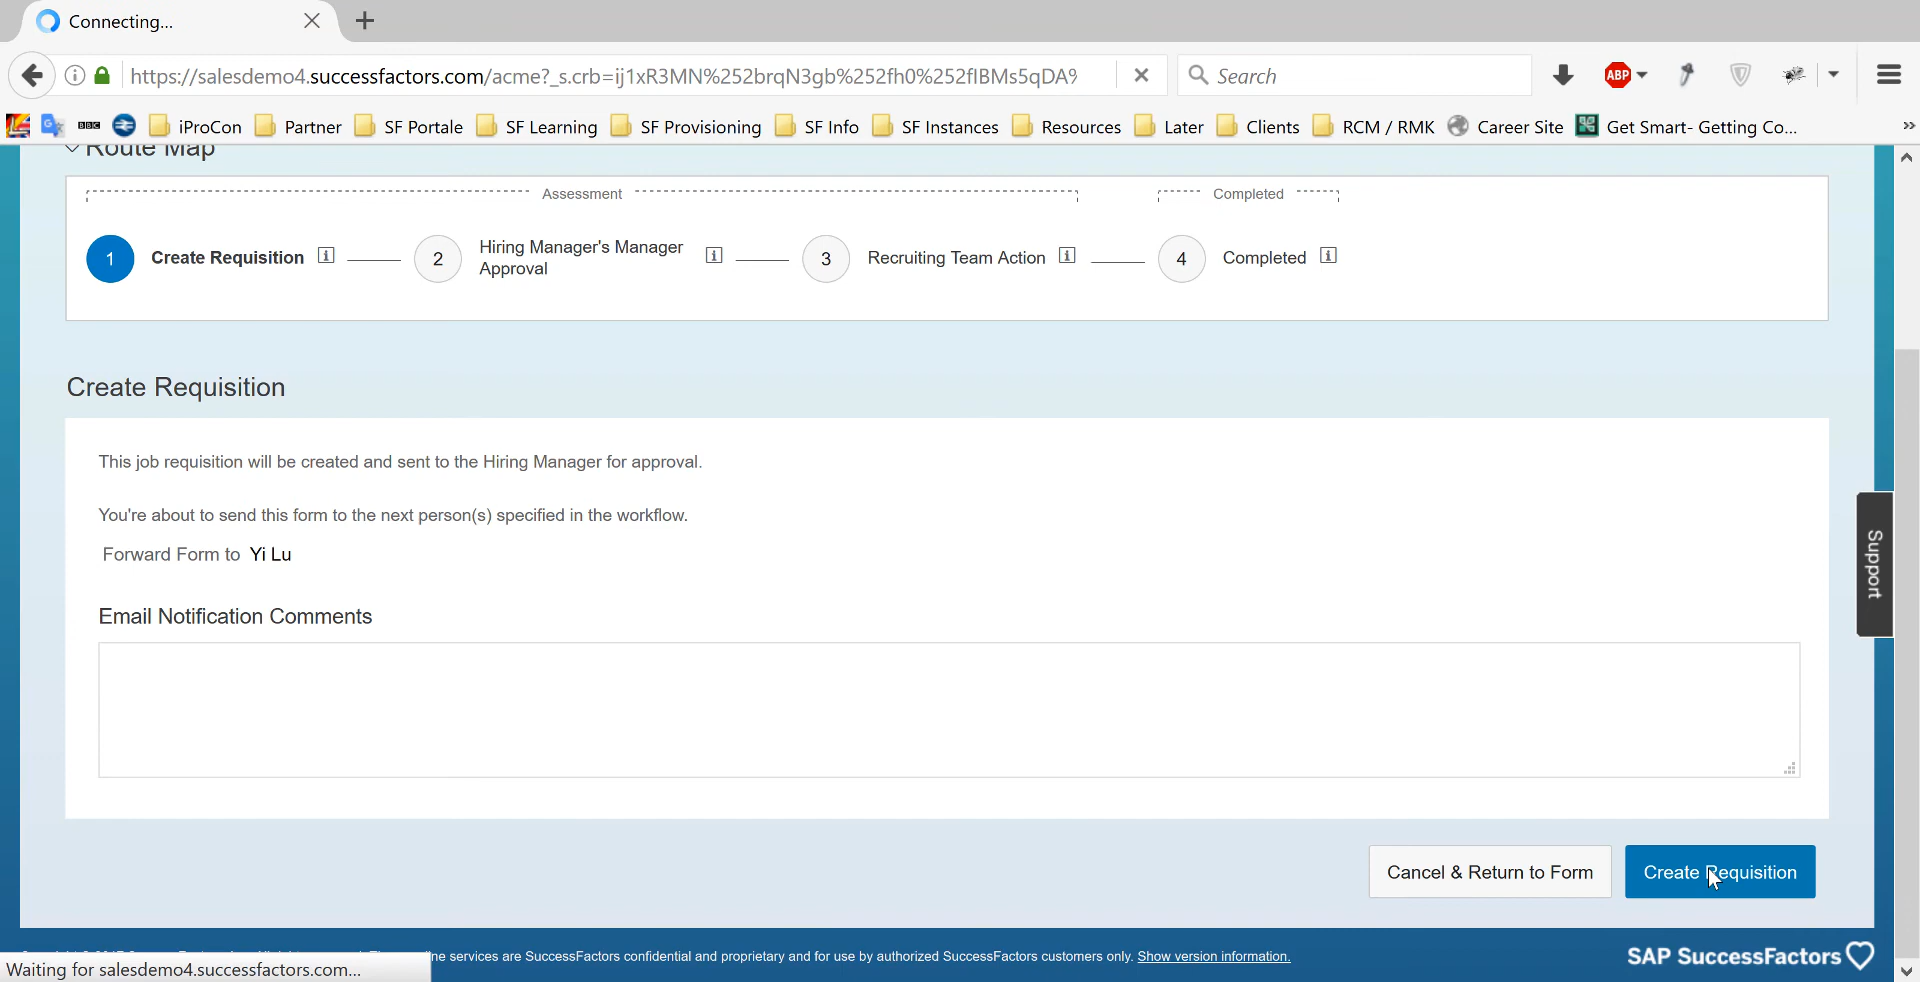 Connecting...
https://salesdemo4.successfactors.com/acme?_s.crb=ij1xR3MN%252brqN3gb%252fh0%252fIBMs5qDA%
Search
ABP
BBC
iProCon
Partner
SF Portale
SF Learning
SF Provisioning
SF Info
SF Instances
Resources
Later
Clients
RCM / RMK
Career Site
Get Smart- Getting Co...
Route Map
Assessment
Completed
1 Create Requisition
2 Hiring Manager's Manager
Approval
3 Recruiting Team Action
4 Completed
Create Requisition
This job requisition will be created and sent to the Hiring Manager for approval.
You're about to send this form to the next person(s) specified in the workflow.
Forward Form to Yi Lu
Support
Email Notification Comments
Cancel & Return to Form
Create Requisition
services are SuccessFactors confidential and proprietary and for use by authorized SuccessFactors customers only. Show version information.
SAP SuccessFactors
Waiting for salesdemo4.successfactors.com...